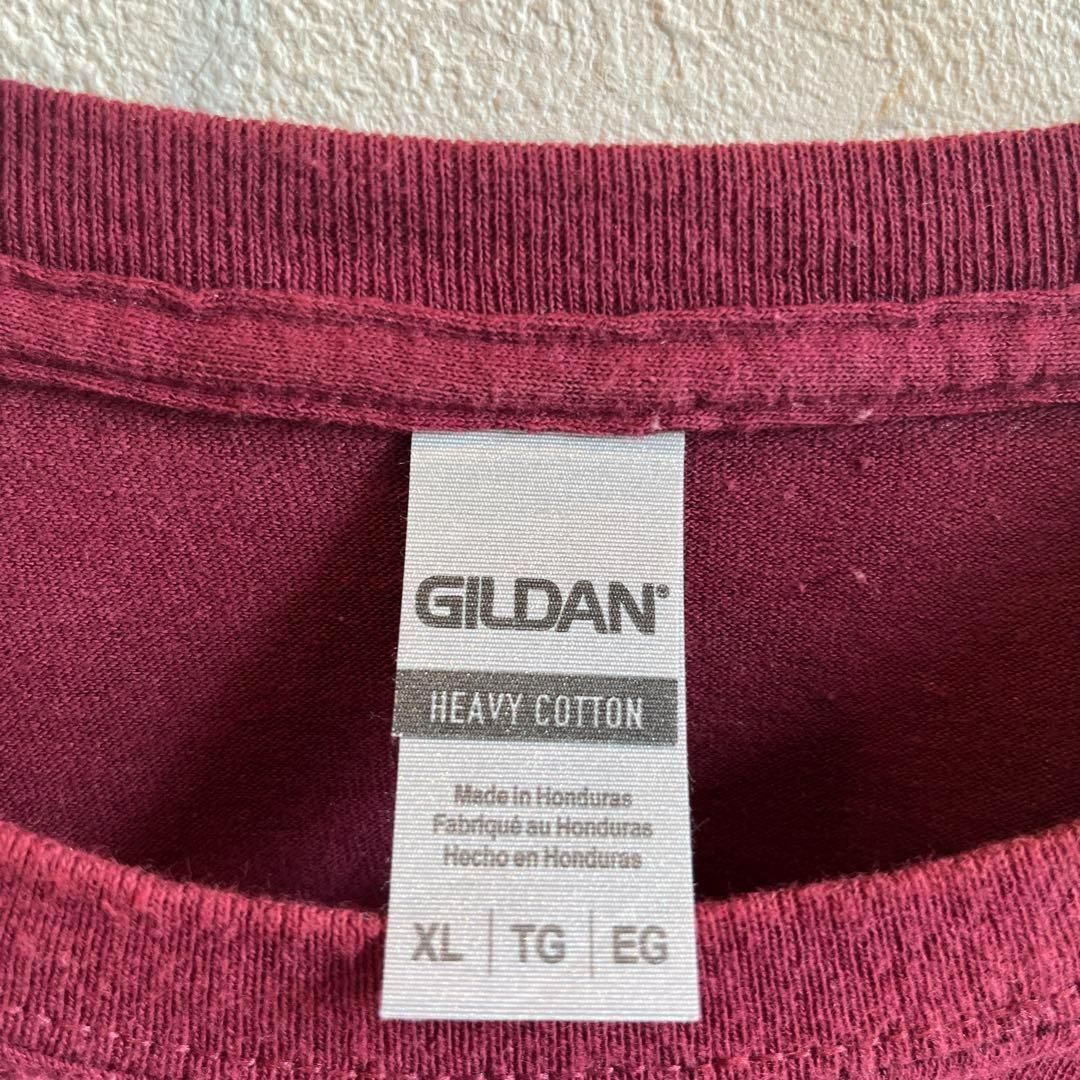 GILDAN®
HEAVY COTTON
Made in Honduras
Fabriqué au Honduras
Hecho en Honduras
XL | TG | EG